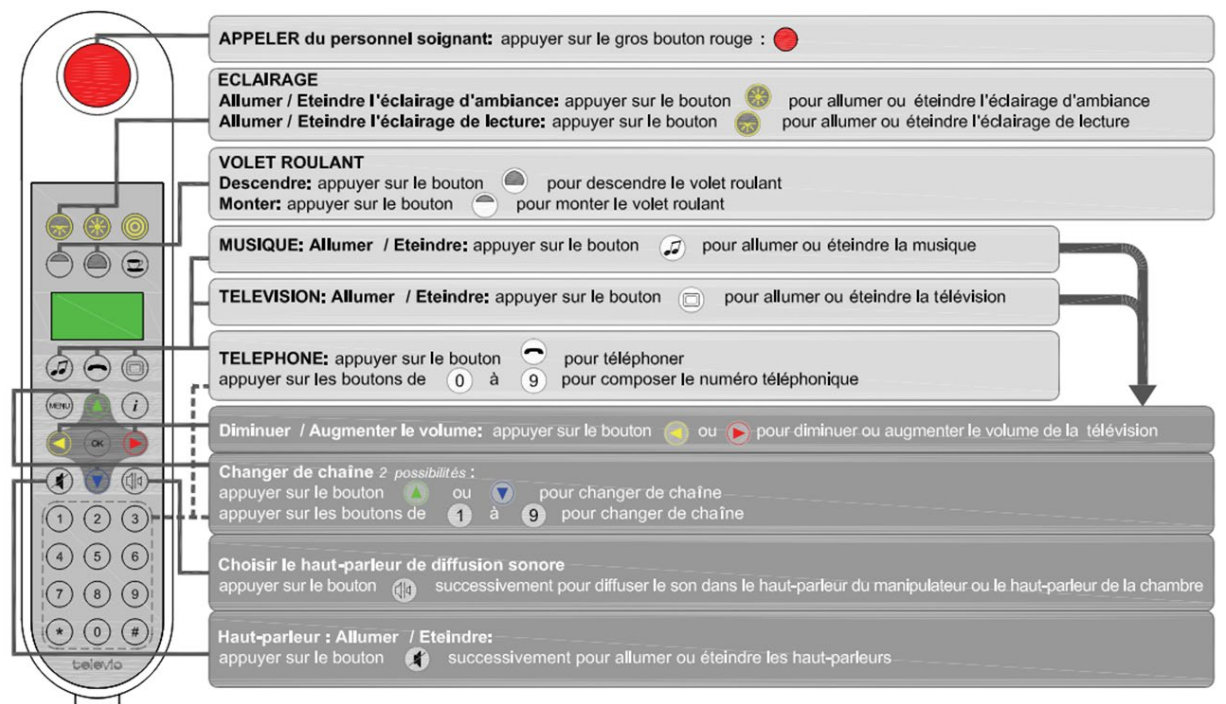 APPELER du personnel soignant: appuyer sur le gros bouton rouge :
ECLAIRAGE
Allumer / Eteindre l'éclairage d'ambiance: appuyer sur le bouton pour allumer ou éteindre l'éclairage d'ambiance
Allumer / Eteindre l'éclairage de lecture: appuyer sur le bouton pour allumer ou éteindre l'éclairage de lecture
VOLET ROULANT
Descendre: appuyer sur le bouton pour descendre le volet roulant
Monter: appuyer sur le bouton pour monter le volet roulant
MUSIQUE: Allumer / Eteindre: appuyer sur le bouton pour allumer ou éteindre la musique
TELEVISION: Allumer / Eteindre: appuyer sur le bouton pour allumer ou éteindre la télévision
TELEPHONE: appuyer sur le bouton pour téléphoner
appuyer sur les boutons de 0 à 9 pour composer le numéro téléphonique
Diminuer / Augmenter le volume: appuyer sur le bouton ou pour diminuer ou augmenter le volume de la télévision
Changer de chaîne 2 possibilités :
appuyer sur le bouton ou pour changer de chaîne
appuyer sur les boutons de 1 à 9 pour changer de chaîne
Choisir le haut-parleur de diffusion sonore
appuyer sur le bouton successivement pour diffuser le son dans le haut-parleur du manipulateur ou le haut-parleur de la chambre
Haut-parleur : Allumer / Eteindre:
appuyer sur le bouton successivement pour allumer ou éteindre les haut-parleurs
MENU i
OK
1 2 3
4 5 6
7 8 9
* 0 #
televic